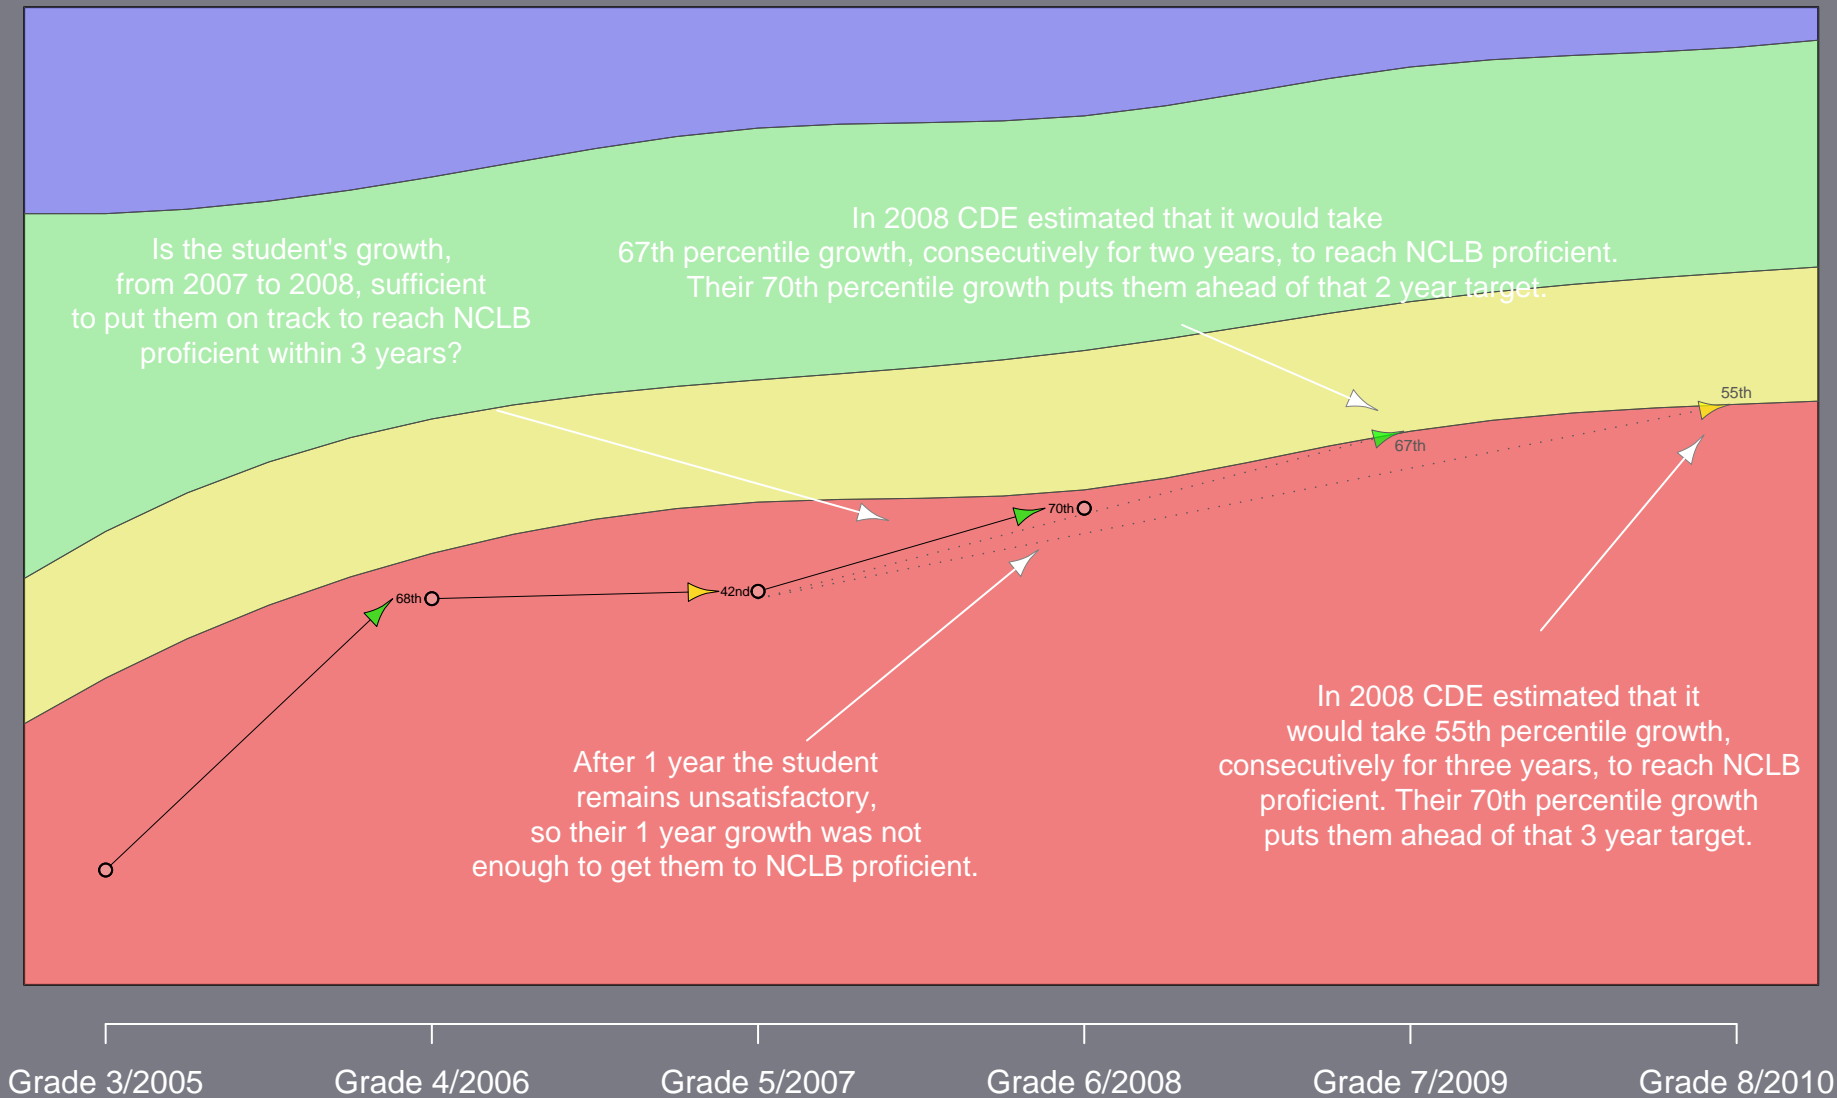 In 2008 CDE estimated that it would take
67th percentile growth, consecutively for two years, to reach NCLB proficient.
Their 70th percentile growth puts them ahead of that 2 year target.
Is the student's growth,
from 2007 to 2008, sufficient
to put them on track to reach NCLB
proficient within 3 years?
55th
67th
70th
68th
42nd
After 1 year the student
remains unsatisfactory,
so their 1 year growth was not
enough to get them to NCLB proficient.
In 2008 CDE estimated that it
would take 55th percentile growth,
consecutively for three years, to reach NCLB
proficient. Their 70th percentile growth
puts them ahead of that 3 year target.
Grade 3/2005
Grade 4/2006
Grade 5/2007
Grade 6/2008
Grade 7/2009
Grade 8/2010